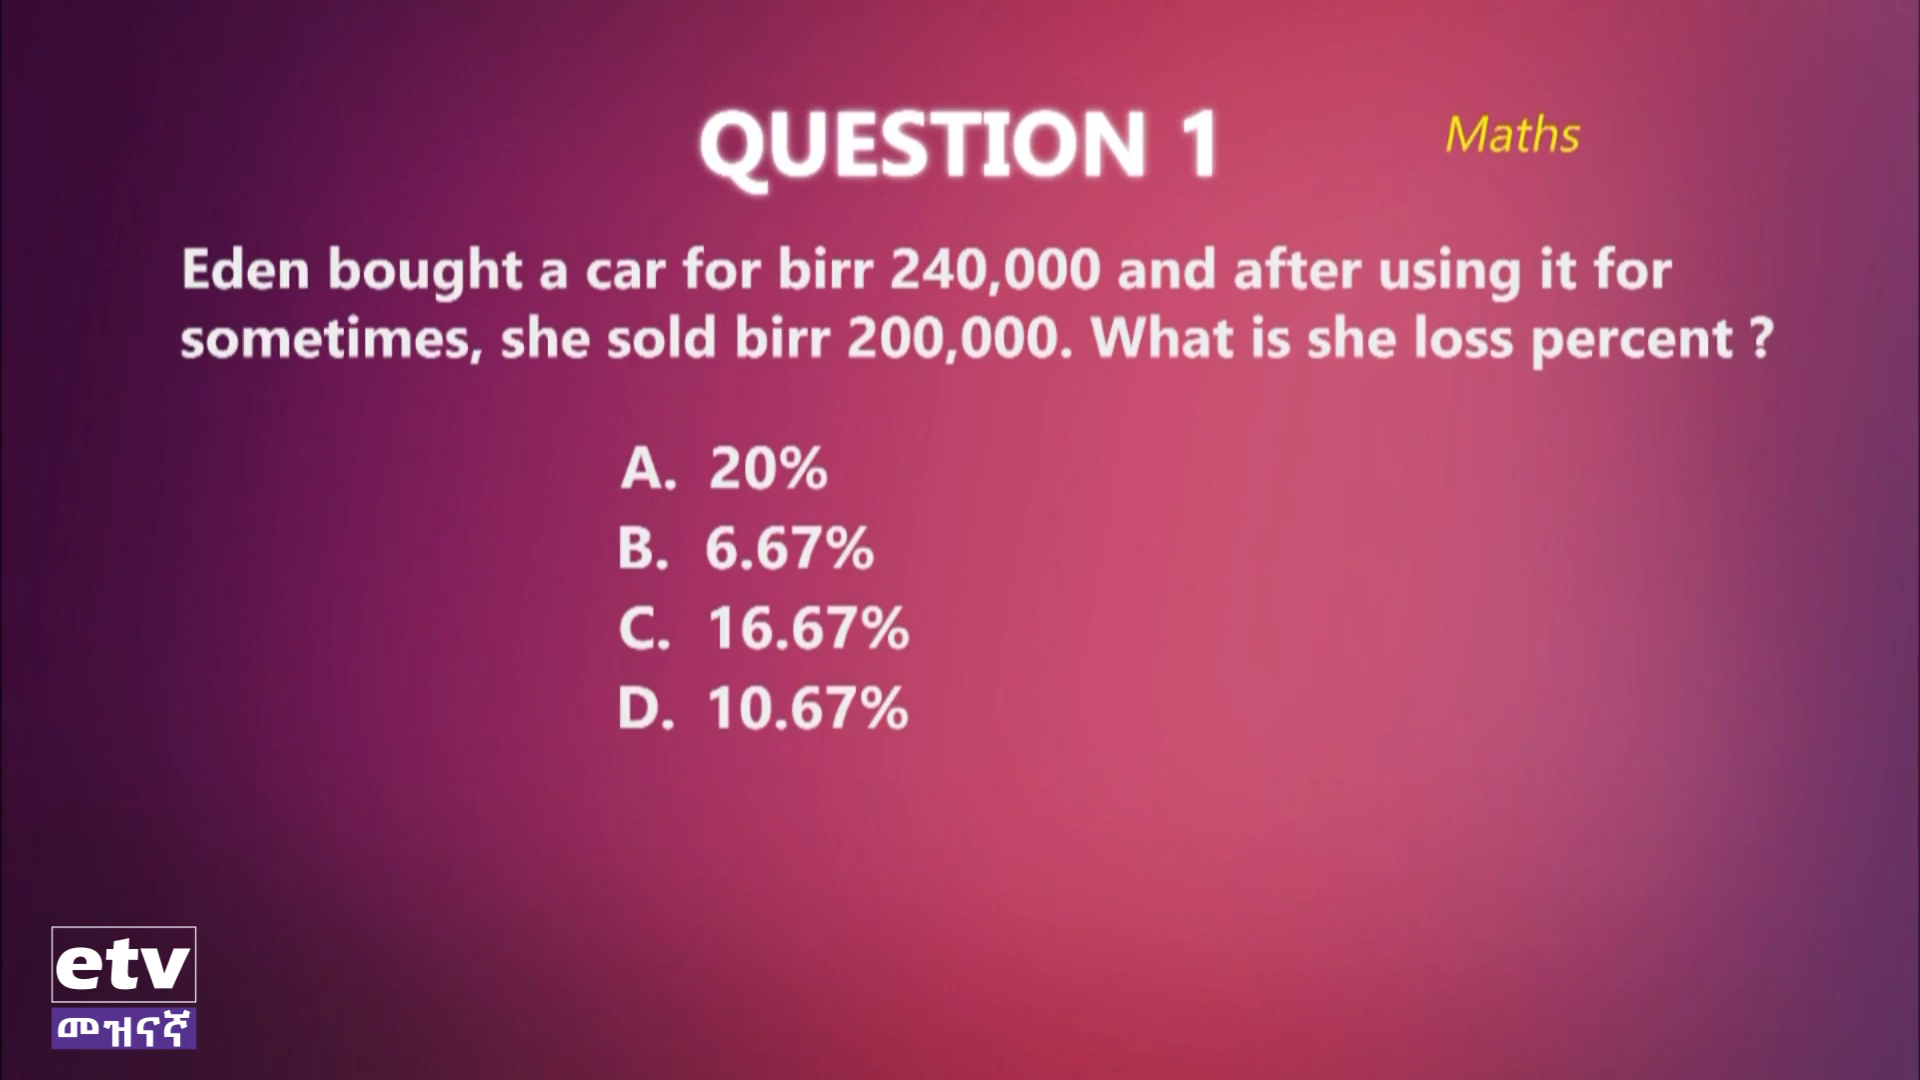 QUESTION 1
Maths
Eden bought a car for birr 240,000 and after using it for
sometimes, she sold birr 200,000. What is she loss percent ?
A. 20%
B. 6.67%
C. 16.67%
D. 10.67%
etv
መዝናኛ